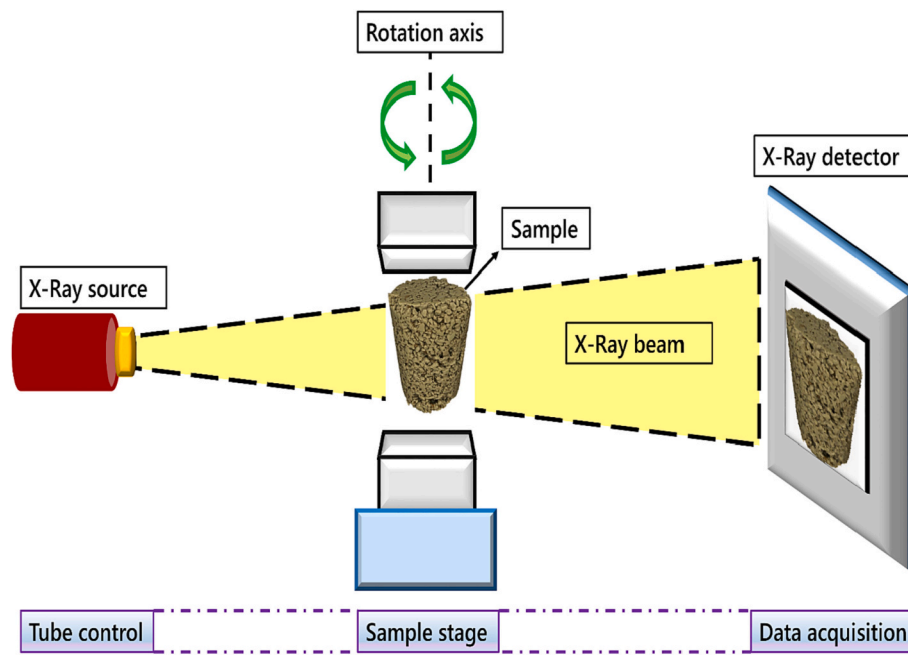 Rotation axis
X-Ray detector
Sample
X-Ray source
X-Ray beam
Tube control
Sample stage
Data acquisition